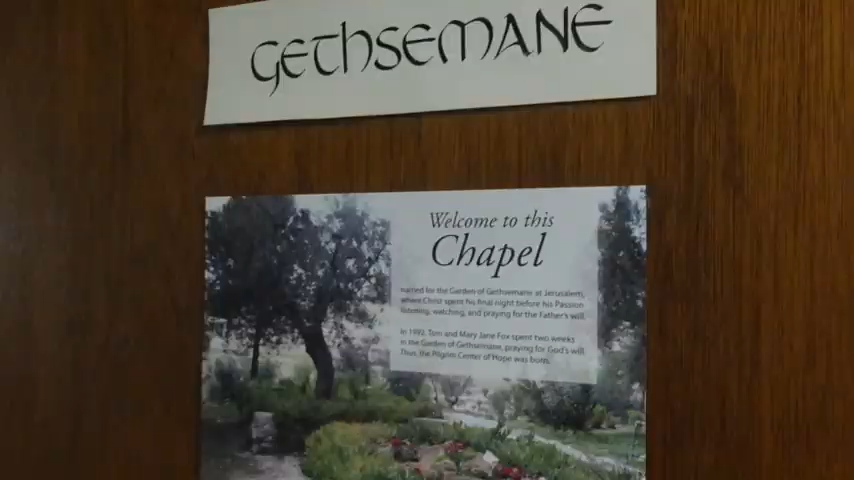 GETHSEMANE
Welcome to this
Chapel
named for the Garden of Gethsemane at Jerusalem,
where Christ spent his final night before his Passion
listening, watching, and praying for the Father's will.
In 1992, Tom and Mary Jane Fox spent two weeks
in the Garden of Gethsemane, praying for God's will.
Thus, the Pilgrim Center of Hope was born.